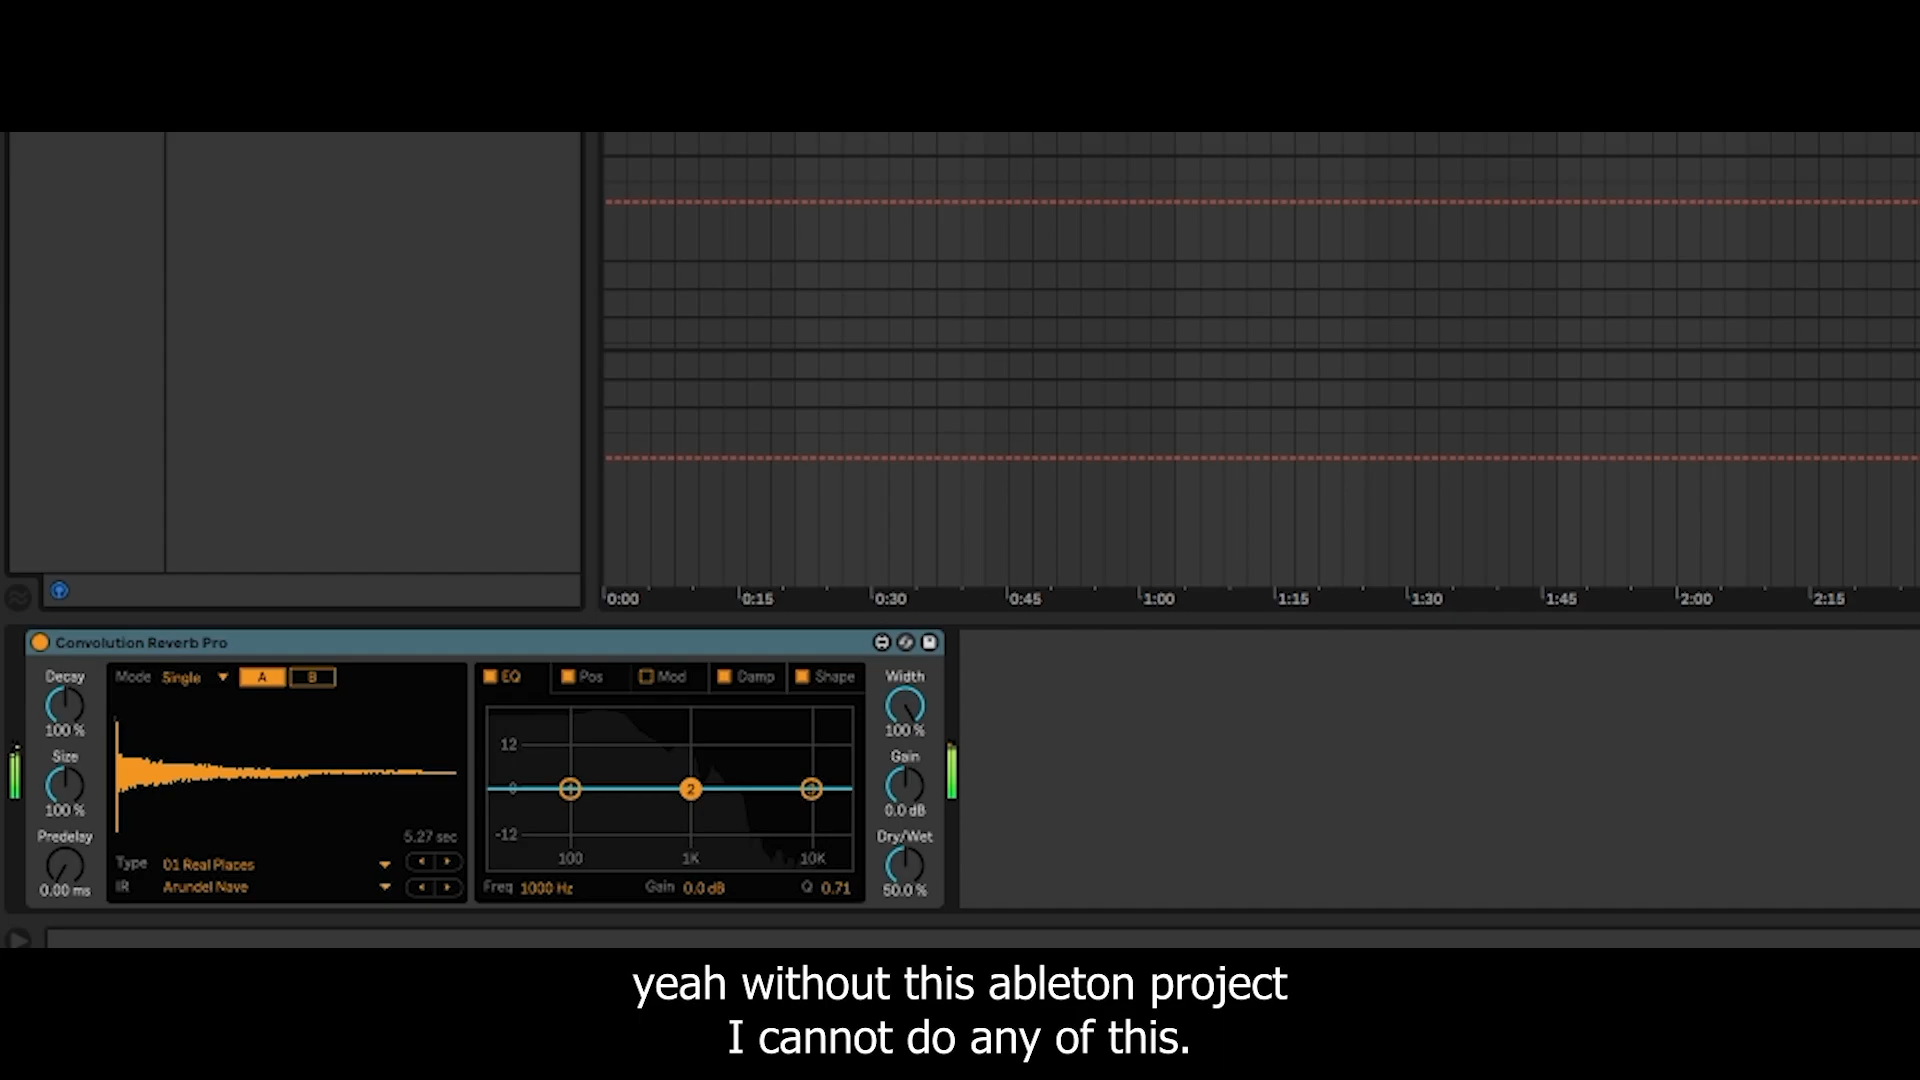 0:00 0:15 0:30 0:45 1:00 1:15 1:30 1:45 2:00 2:15
Convolution Reverb Pro
Decay
100 %
Size
100 %
Predelay
0.00 ms
Mode Single A B
5.27 sec
Type 01 Real Places
IR Arundel Nave
EQ Pos Mod Damp Shape
12
0
-12
1 2 3
100 1K 10K
Freq 1000 Hz Gain 0.0 dB Q 0.71
Width
100 %
Gain
0.0 dB
Dry/Wet
50.0 %
yeah without this ableton project
I cannot do any of this.